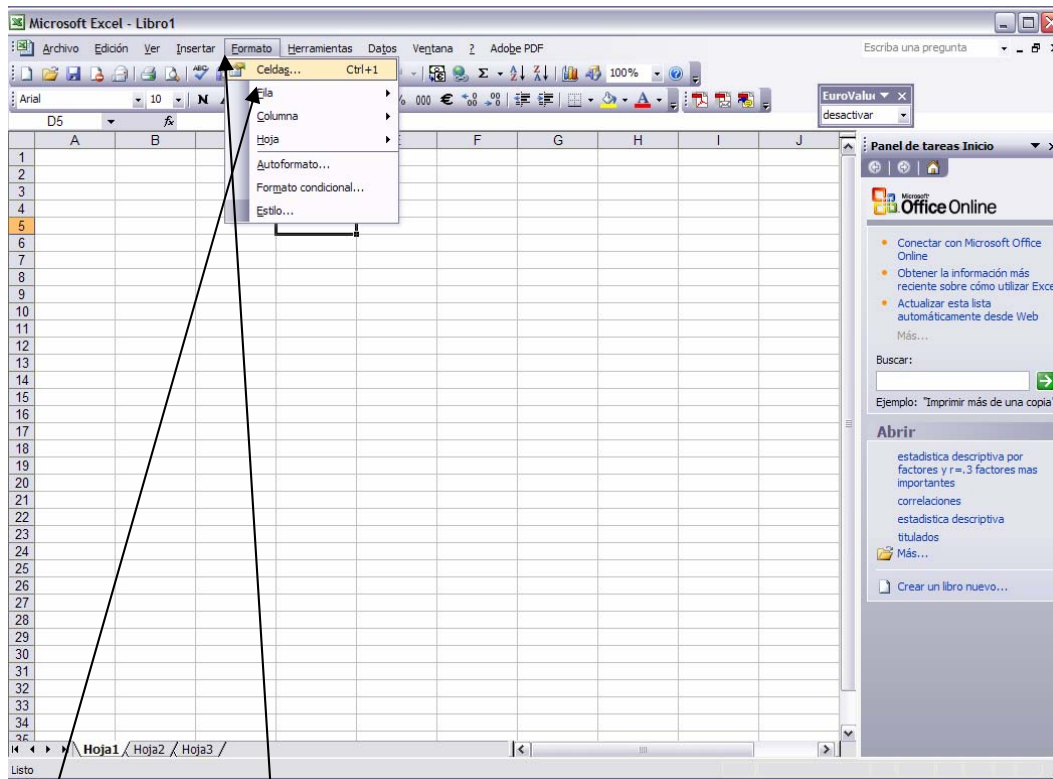 Microsoft Excel - Libro1
Archivo Edición Ver Insertar Formato Herramientas Datos Ventana ? Adobe PDF Escriba una pregunta
100%
Arial 10 N 000 €
EuroValue
desactivar
D5 fx
Celdas... Ctrl+1
Fila
Columna
Hoja
Autoformato...
Formato condicional...
Estilo...
A B F G H I J
1
2
3
4
5
6
7
8
9
10
11
12
13
14
15
16
17
18
19
20
21
22
23
24
25
26
27
28
29
30
31
32
33
34
35
Panel de tareas Inicio
Microsoft
Office Online
Conectar con Microsoft Office
Online
Obtener la información más
reciente sobre cómo utilizar Exce
Actualizar esta lista
automáticamente desde Web
Más...
Buscar:
Ejemplo: "Imprimir más de una copia"
Abrir
estadistica descriptiva por
factores y r=.3 factores mas
importantes
correlaciones
estadistica descriptiva
titulados
Más...
Crear un libro nuevo...
Hoja1 Hoja2 Hoja3
Listo